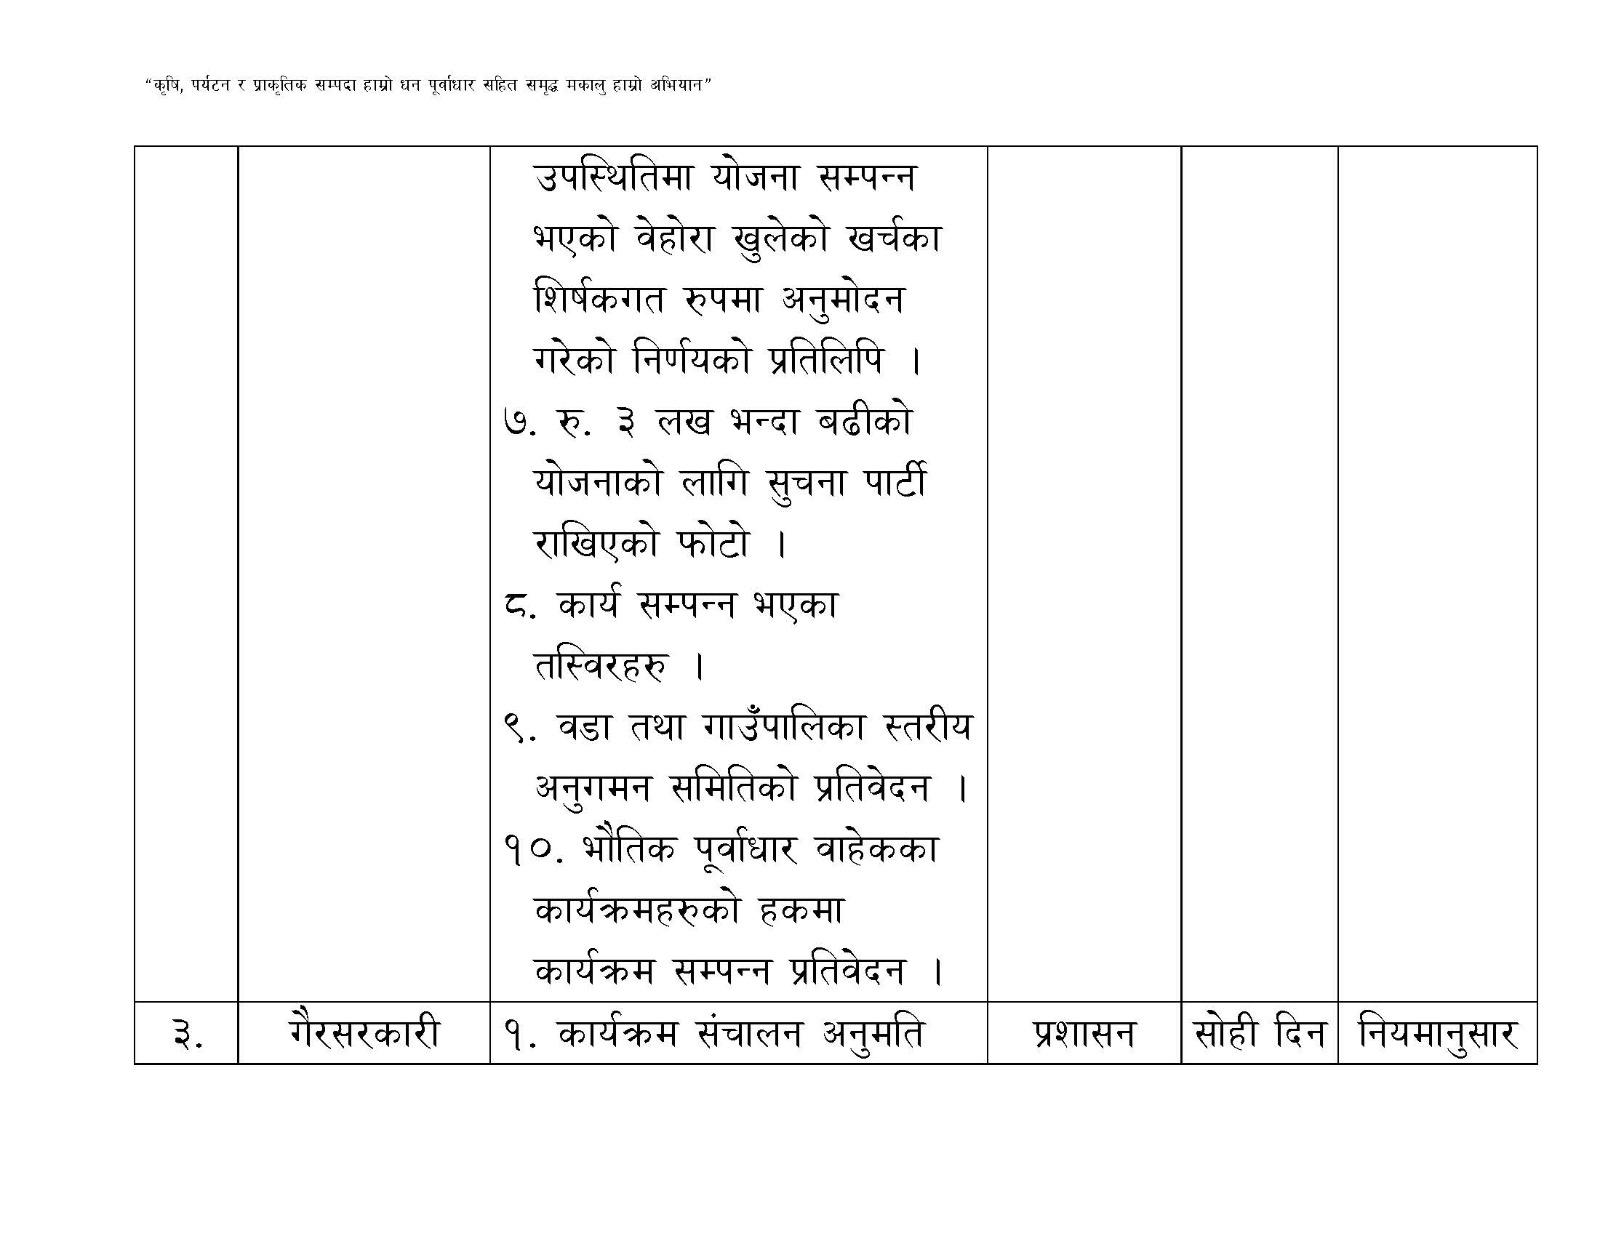 “कृषि, पर्यटन र प्राकृतिक सम्पदा हाम्रो धन पूर्वाधार सहित समृद्ध मकालु हाम्रो अभियान”
उपस्थितिमा योजना सम्पन्न
भएको वेहोरा खुलेको खर्चका
शिर्षकगत रुपमा अनुमोदन
गरेको निर्णयको प्रतिलिपि ।
७. रु. ३ लख भन्दा बढीको
योजनाको लागि सुचना पार्टी
राखिएको फोटो ।
८. कार्य सम्पन्न भएका
तस्विरहरु ।
९. वडा तथा गाउँपालिका स्तरीय
अनुगमन समितिको प्रतिवेदन ।
१०. भौतिक पूर्वाधार वाहेकका
कार्यक्रमहरुको हकमा
कार्यक्रम सम्पन्न प्रतिवेदन ।
३. गैरसरकारी १. कार्यक्रम संचालन अनुमति प्रशासन सोही दिन नियमानुसार